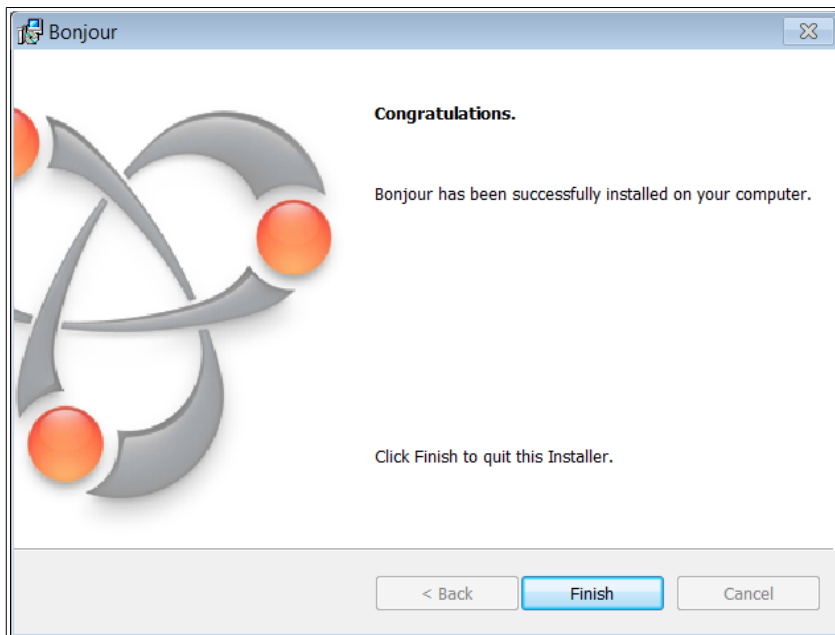 Bonjour
Congratulations.
Bonjour has been successfully installed on your computer.
Click Finish to quit this Installer.
< Back
Finish
Cancel